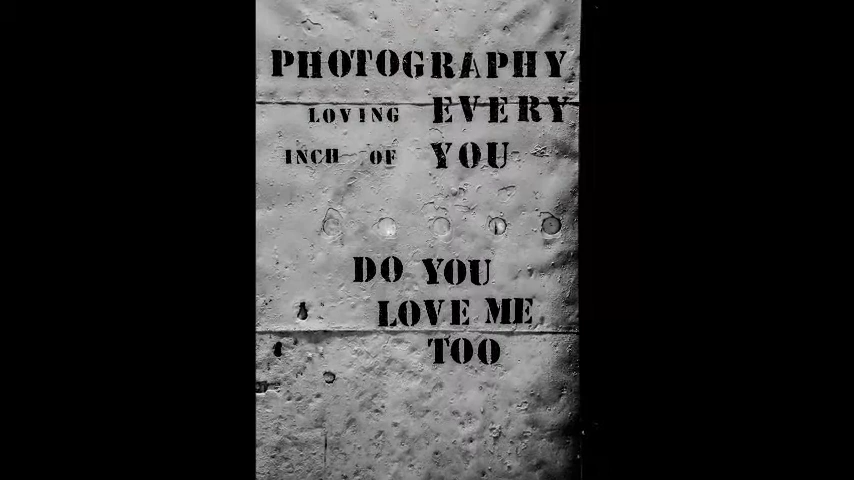 PHOTOGRAPHY
LOVING EVERY
INCH OF YOU
DO YOU
LOVE ME
TOO